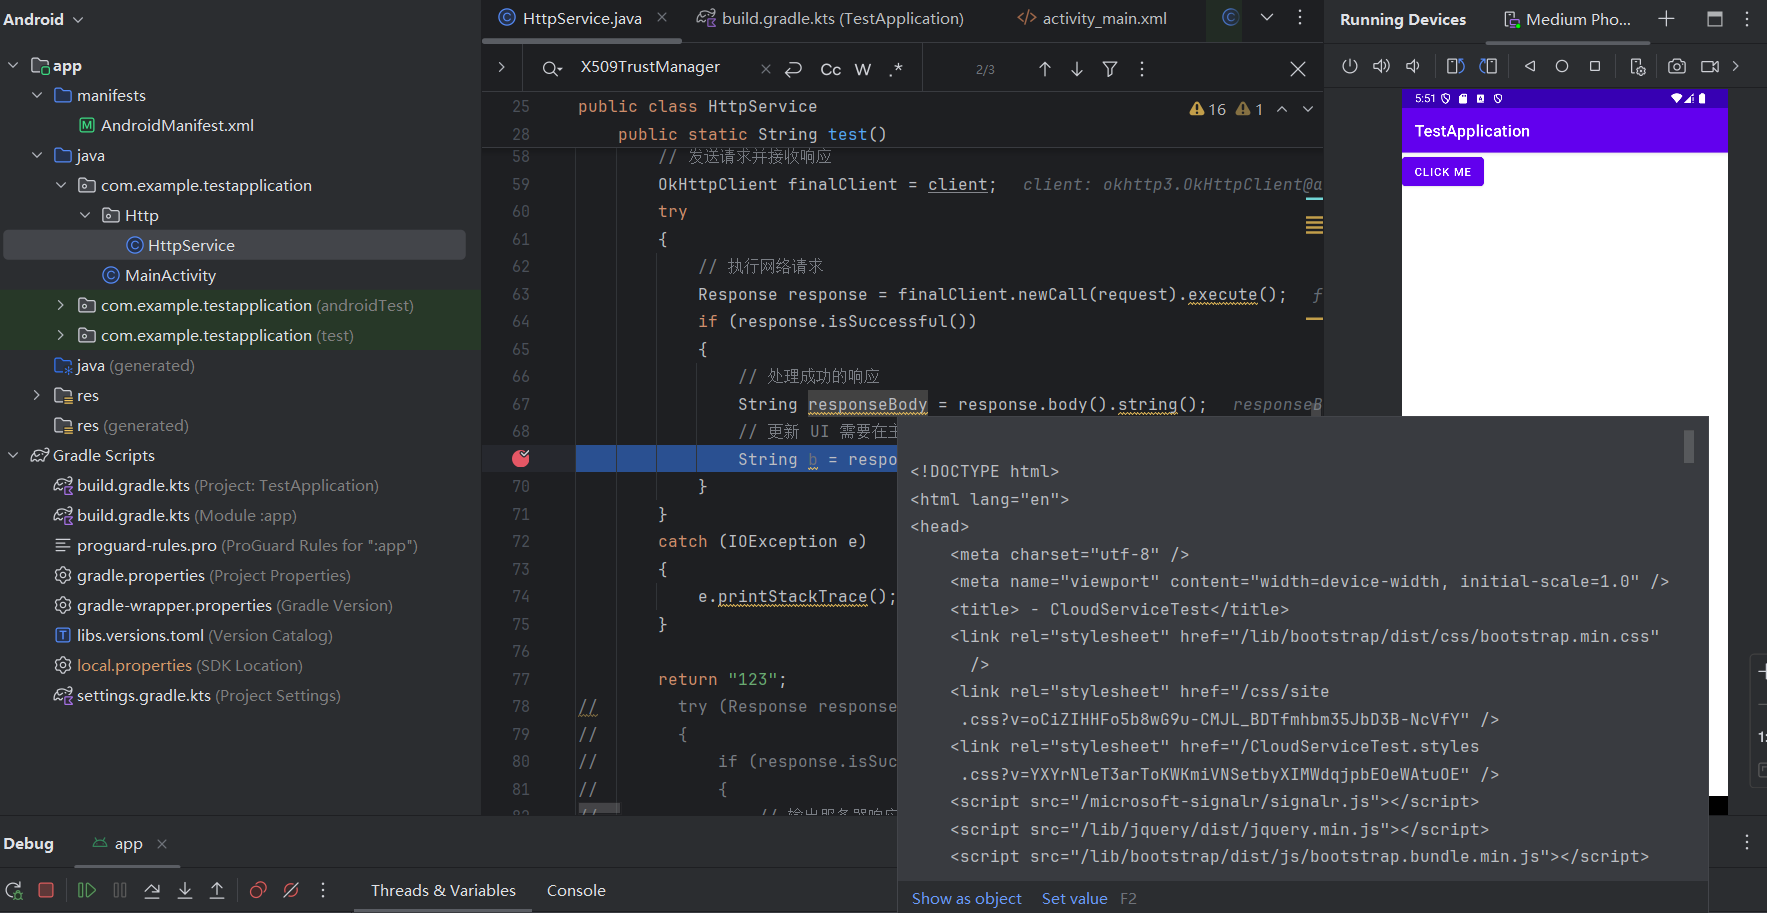 Android
app
manifests
AndroidManifest.xml
java
com.example.testapplication
Http
HttpService
MainActivity
com.example.testapplication (androidTest)
com.example.testapplication (test)
java (generated)
res
res (generated)
Gradle Scripts
build.gradle.kts (Project: TestApplication)
build.gradle.kts (Module :app)
proguard-rules.pro (ProGuard Rules for ":app")
gradle.properties (Project Properties)
gradle-wrapper.properties (Gradle Version)
libs.versions.toml (Version Catalog)
local.properties (SDK Location)
settings.gradle.kts (Project Settings)
HttpService.java
build.gradle.kts (TestApplication)
activity_main.xml
X509TrustManager
Cc W .*
2/3
16 1
25 public class HttpService
28 public static String test()
58 // 发送请求并接收响应
59 OkHttpClient finalClient = client; client: okhttp3.OkHttpClient@a
60 try
61 {
62 // 执行网络请求
63 Response response = finalClient.newCall(request).execute(); f
64 if (response.isSuccessful())
65 {
66 // 处理成功的响应
67 String responseBody = response.body().string(); responseB
68 // 更新 UI 需要在主
String b = respo
70 }
71 }
72 catch (IOException e)
73 {
74 e.printStackTrace();
75 }
76
77 return "123";
78 // try (Response response
79 // {
80 // if (response.isSuc
81 // {
// 输出服务器响应
<!DOCTYPE html>
<html lang="en">
<head>
<meta charset="utf-8" />
<meta name="viewport" content="width=device-width, initial-scale=1.0" />
<title> - CloudServiceTest</title>
<link rel="stylesheet" href="/lib/bootstrap/dist/css/bootstrap.min.css"
/>
<link rel="stylesheet" href="/css/site
.css?v=oCiZIHHFo5b8wG9u-CMJL_BDTfmhbm35JbD3B-NcVfY" />
<link rel="stylesheet" href="/CloudServiceTest.styles
.css?v=YXYrNleT3arToKWKmiVNSetbyXIMWdqjpbEOeWAtuOE" />
<script src="/microsoft-signalr/signalr.js"></script>
<script src="/lib/jquery/dist/jquery.min.js"></script>
<script src="/lib/bootstrap/dist/js/bootstrap.bundle.min.js"></script>
Show as object Set value F2
Running Devices
Medium Pho...
5:51
TestApplication
CLICK ME
Debug
app
Threads & Variables
Console